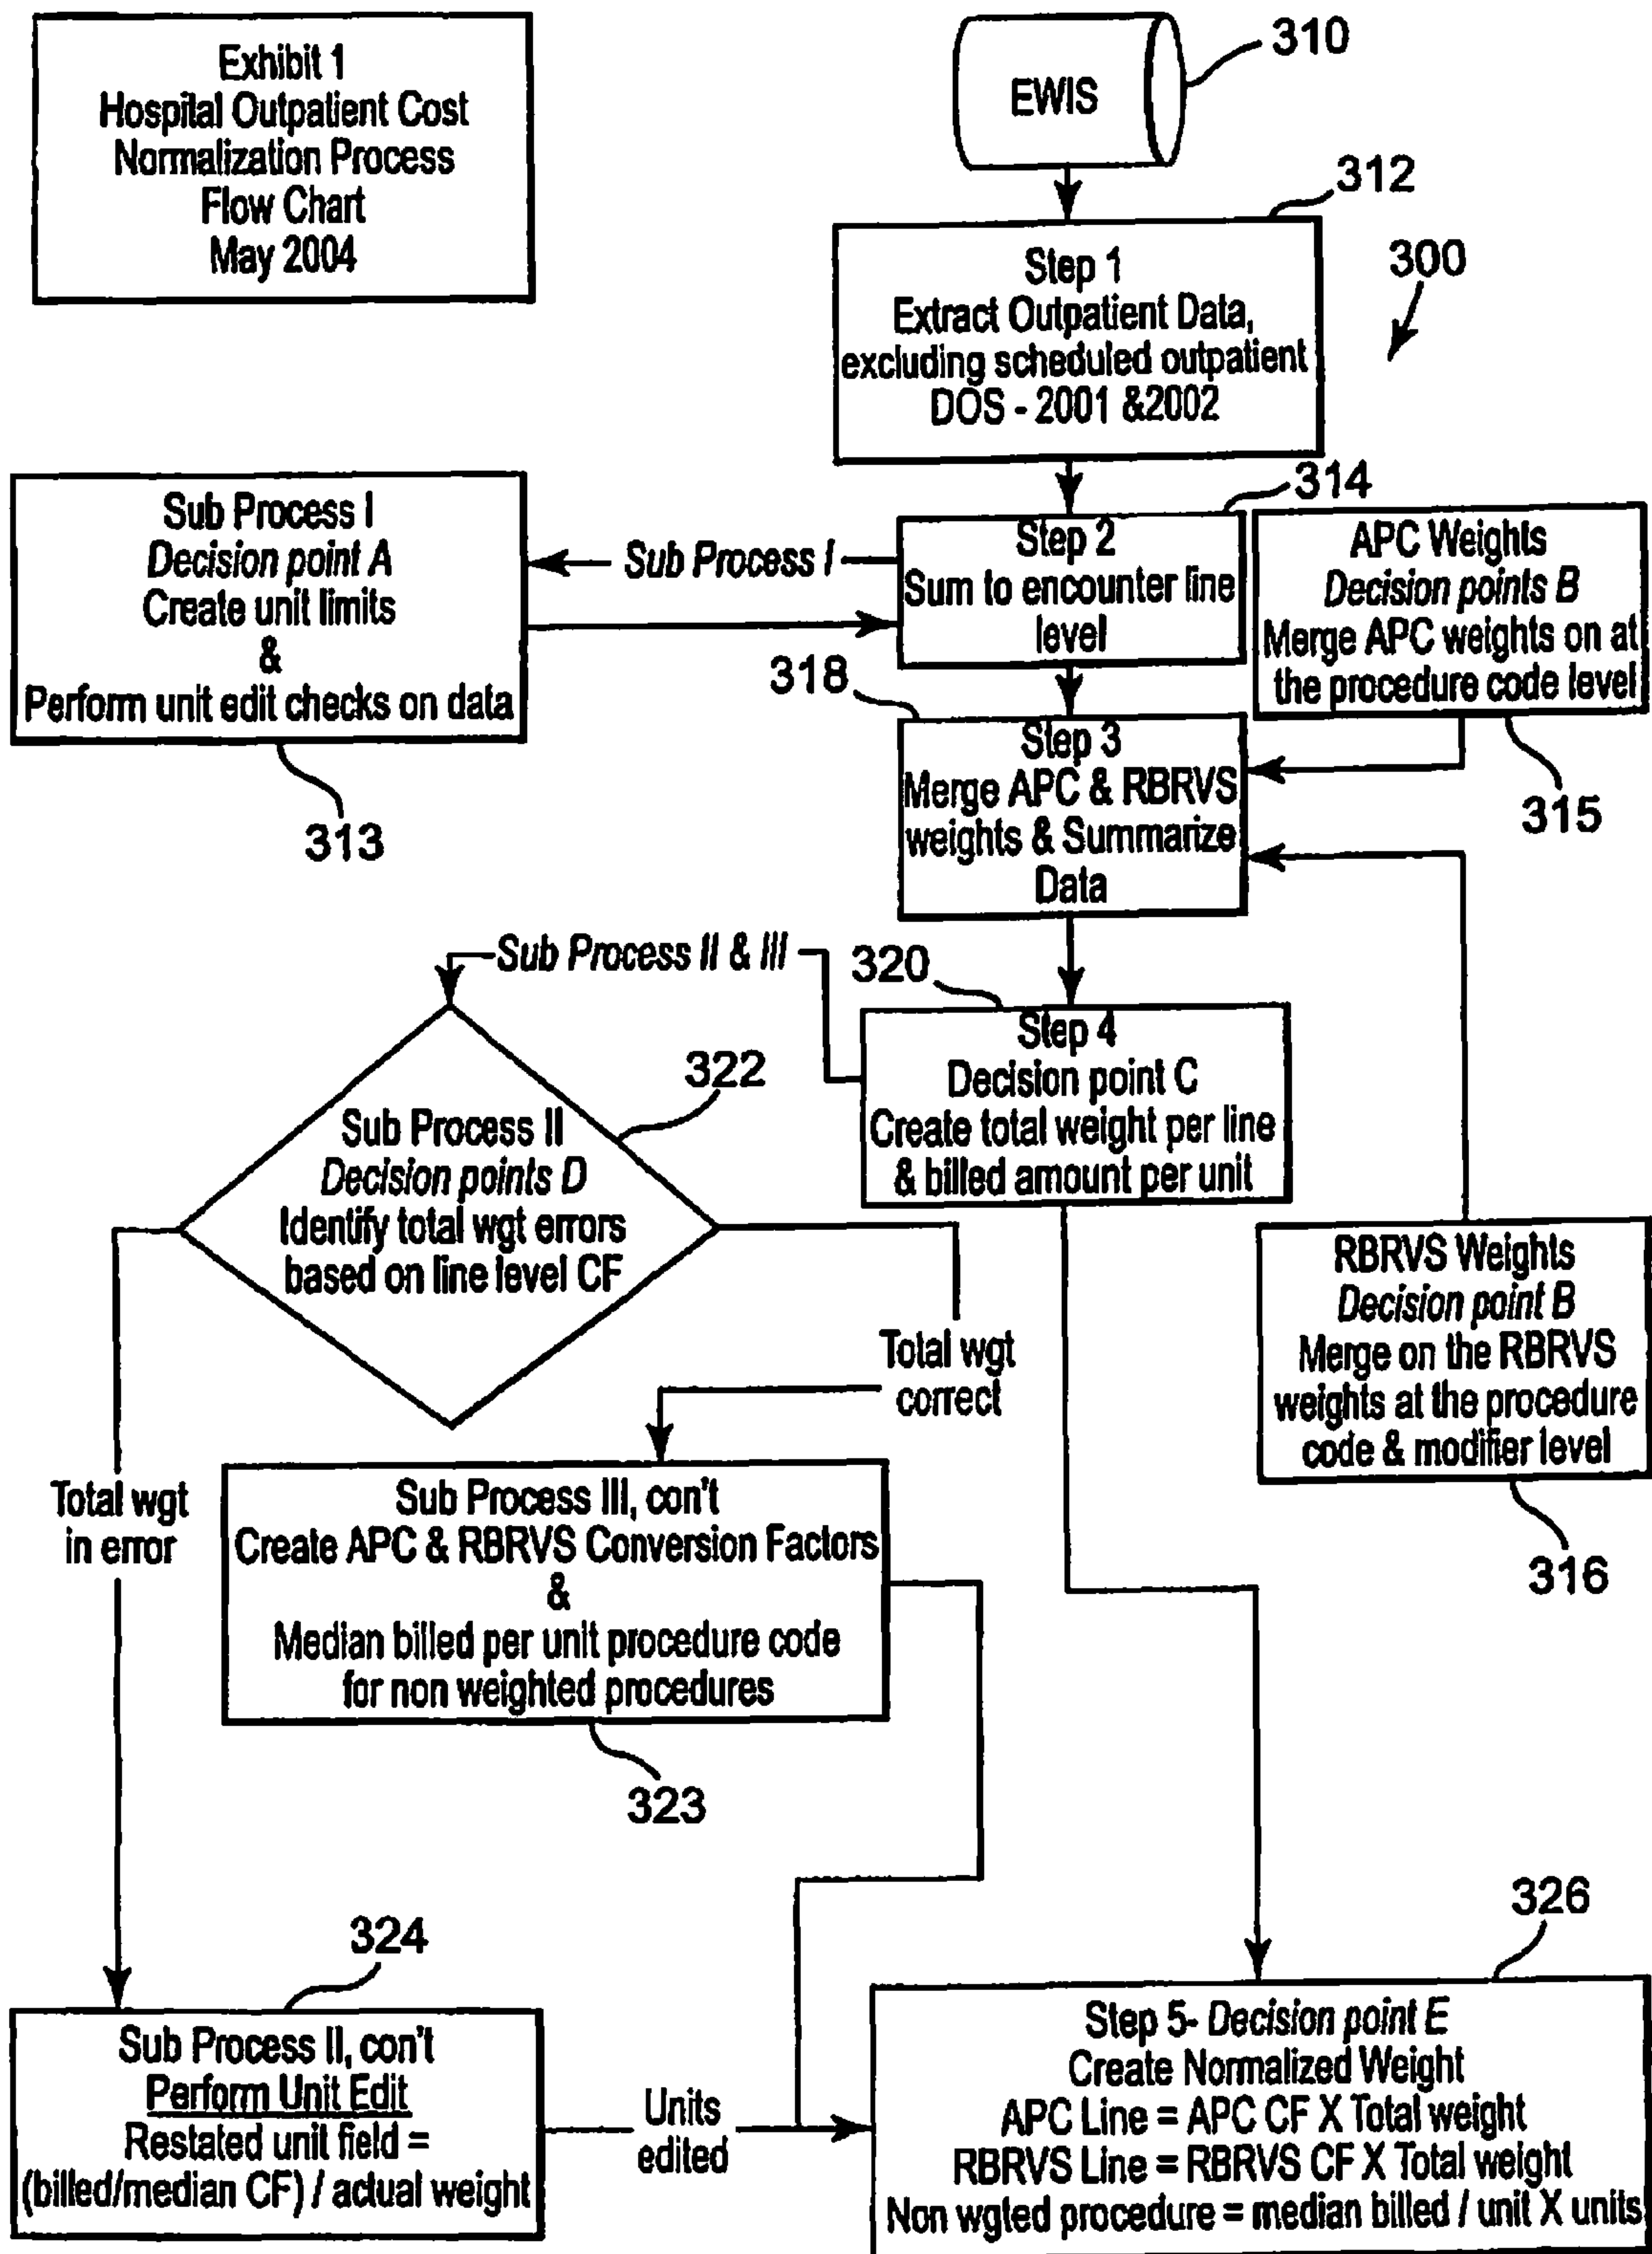 Exhibit 1
Hospital Outpatient Cost
Normalization Process
Flow Chart
May 2004
EWIS
310
312
Step 1
Extract Outpatient Data,
excluding scheduled outpatient
DOS - 2001 &2002
300
Sub Process I
Decision point A
Create unit limits
&
Perform unit edit checks on data
313
Sub Process I
314
Step 2
Sum to encounter line
level
APC Weights
Decision points B
Merge APC weights on at
the procedure code level
315
318
Step 3
Merge APC & RBRVS
weights & Summarize
Data
Sub Process II & III
320
Step 4
Decision point C
Create total weight per line
& billed amount per unit
322
Sub Process II
Decision points D
Identify total wgt errors
based on line level CF
RBRVS Weights
Decision point B
Merge on the RBRVS
weights at the procedure
code & modifier level
316
Total wgt
correct
Total wgt
in error
Sub Process III, con't
Create APC & RBRVS Conversion Factors
&
Median billed per unit procedure code
for non weighted procedures
323
324
Sub Process II, con't
Perform Unit Edit
Restated unit field =
(billed/median CF) / actual weight
Units
edited
326
Step 5- Decision point E
Create Normalized Weight
APC Line = APC CF X Total weight
RBRVS Line = RBRVS CF X Total weight
Non wgted procedure = median billed / unit X units